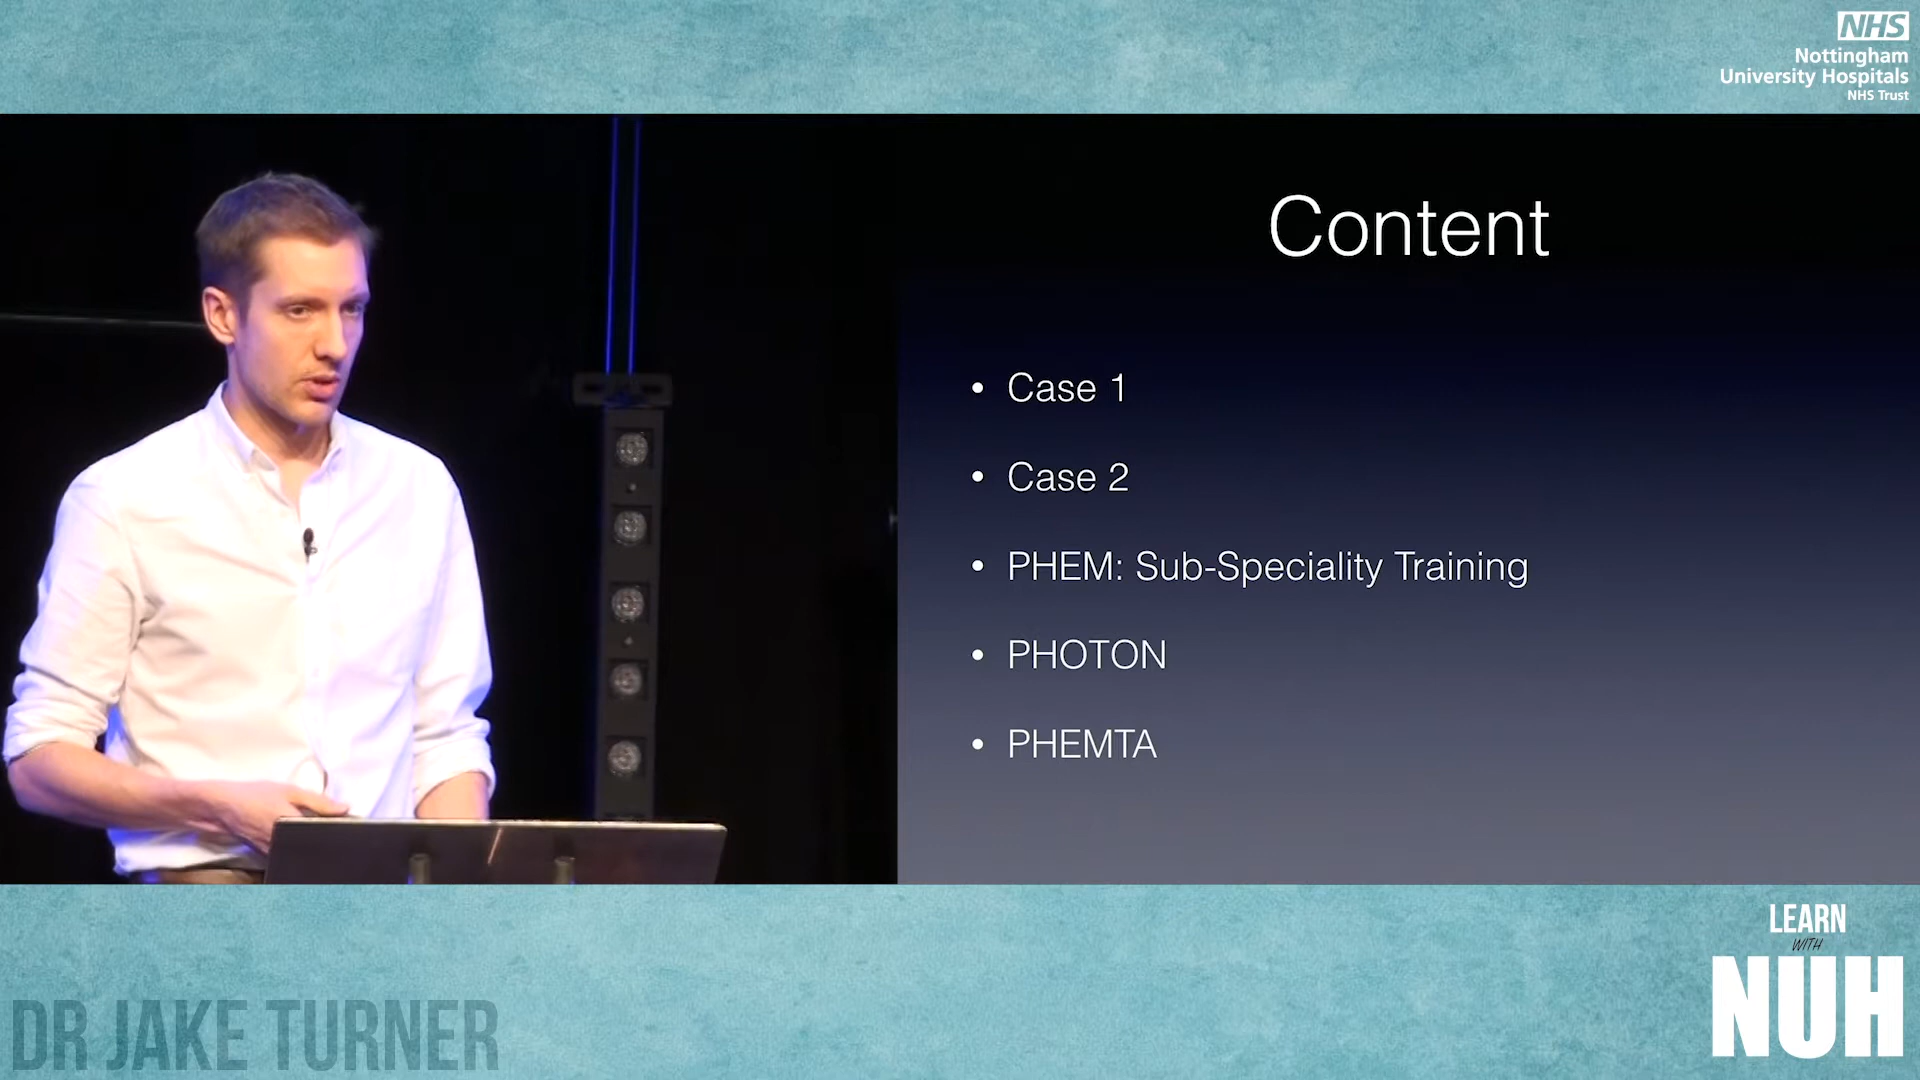 NHS
Nottingham
University Hospitals
NHS Trust
Content
• Case 1
• Case 2
• PHEM: Sub-Speciality Training
• PHOTON
• PHEMTA
LEARN
WITH
NUH
DR JAKE TURNER